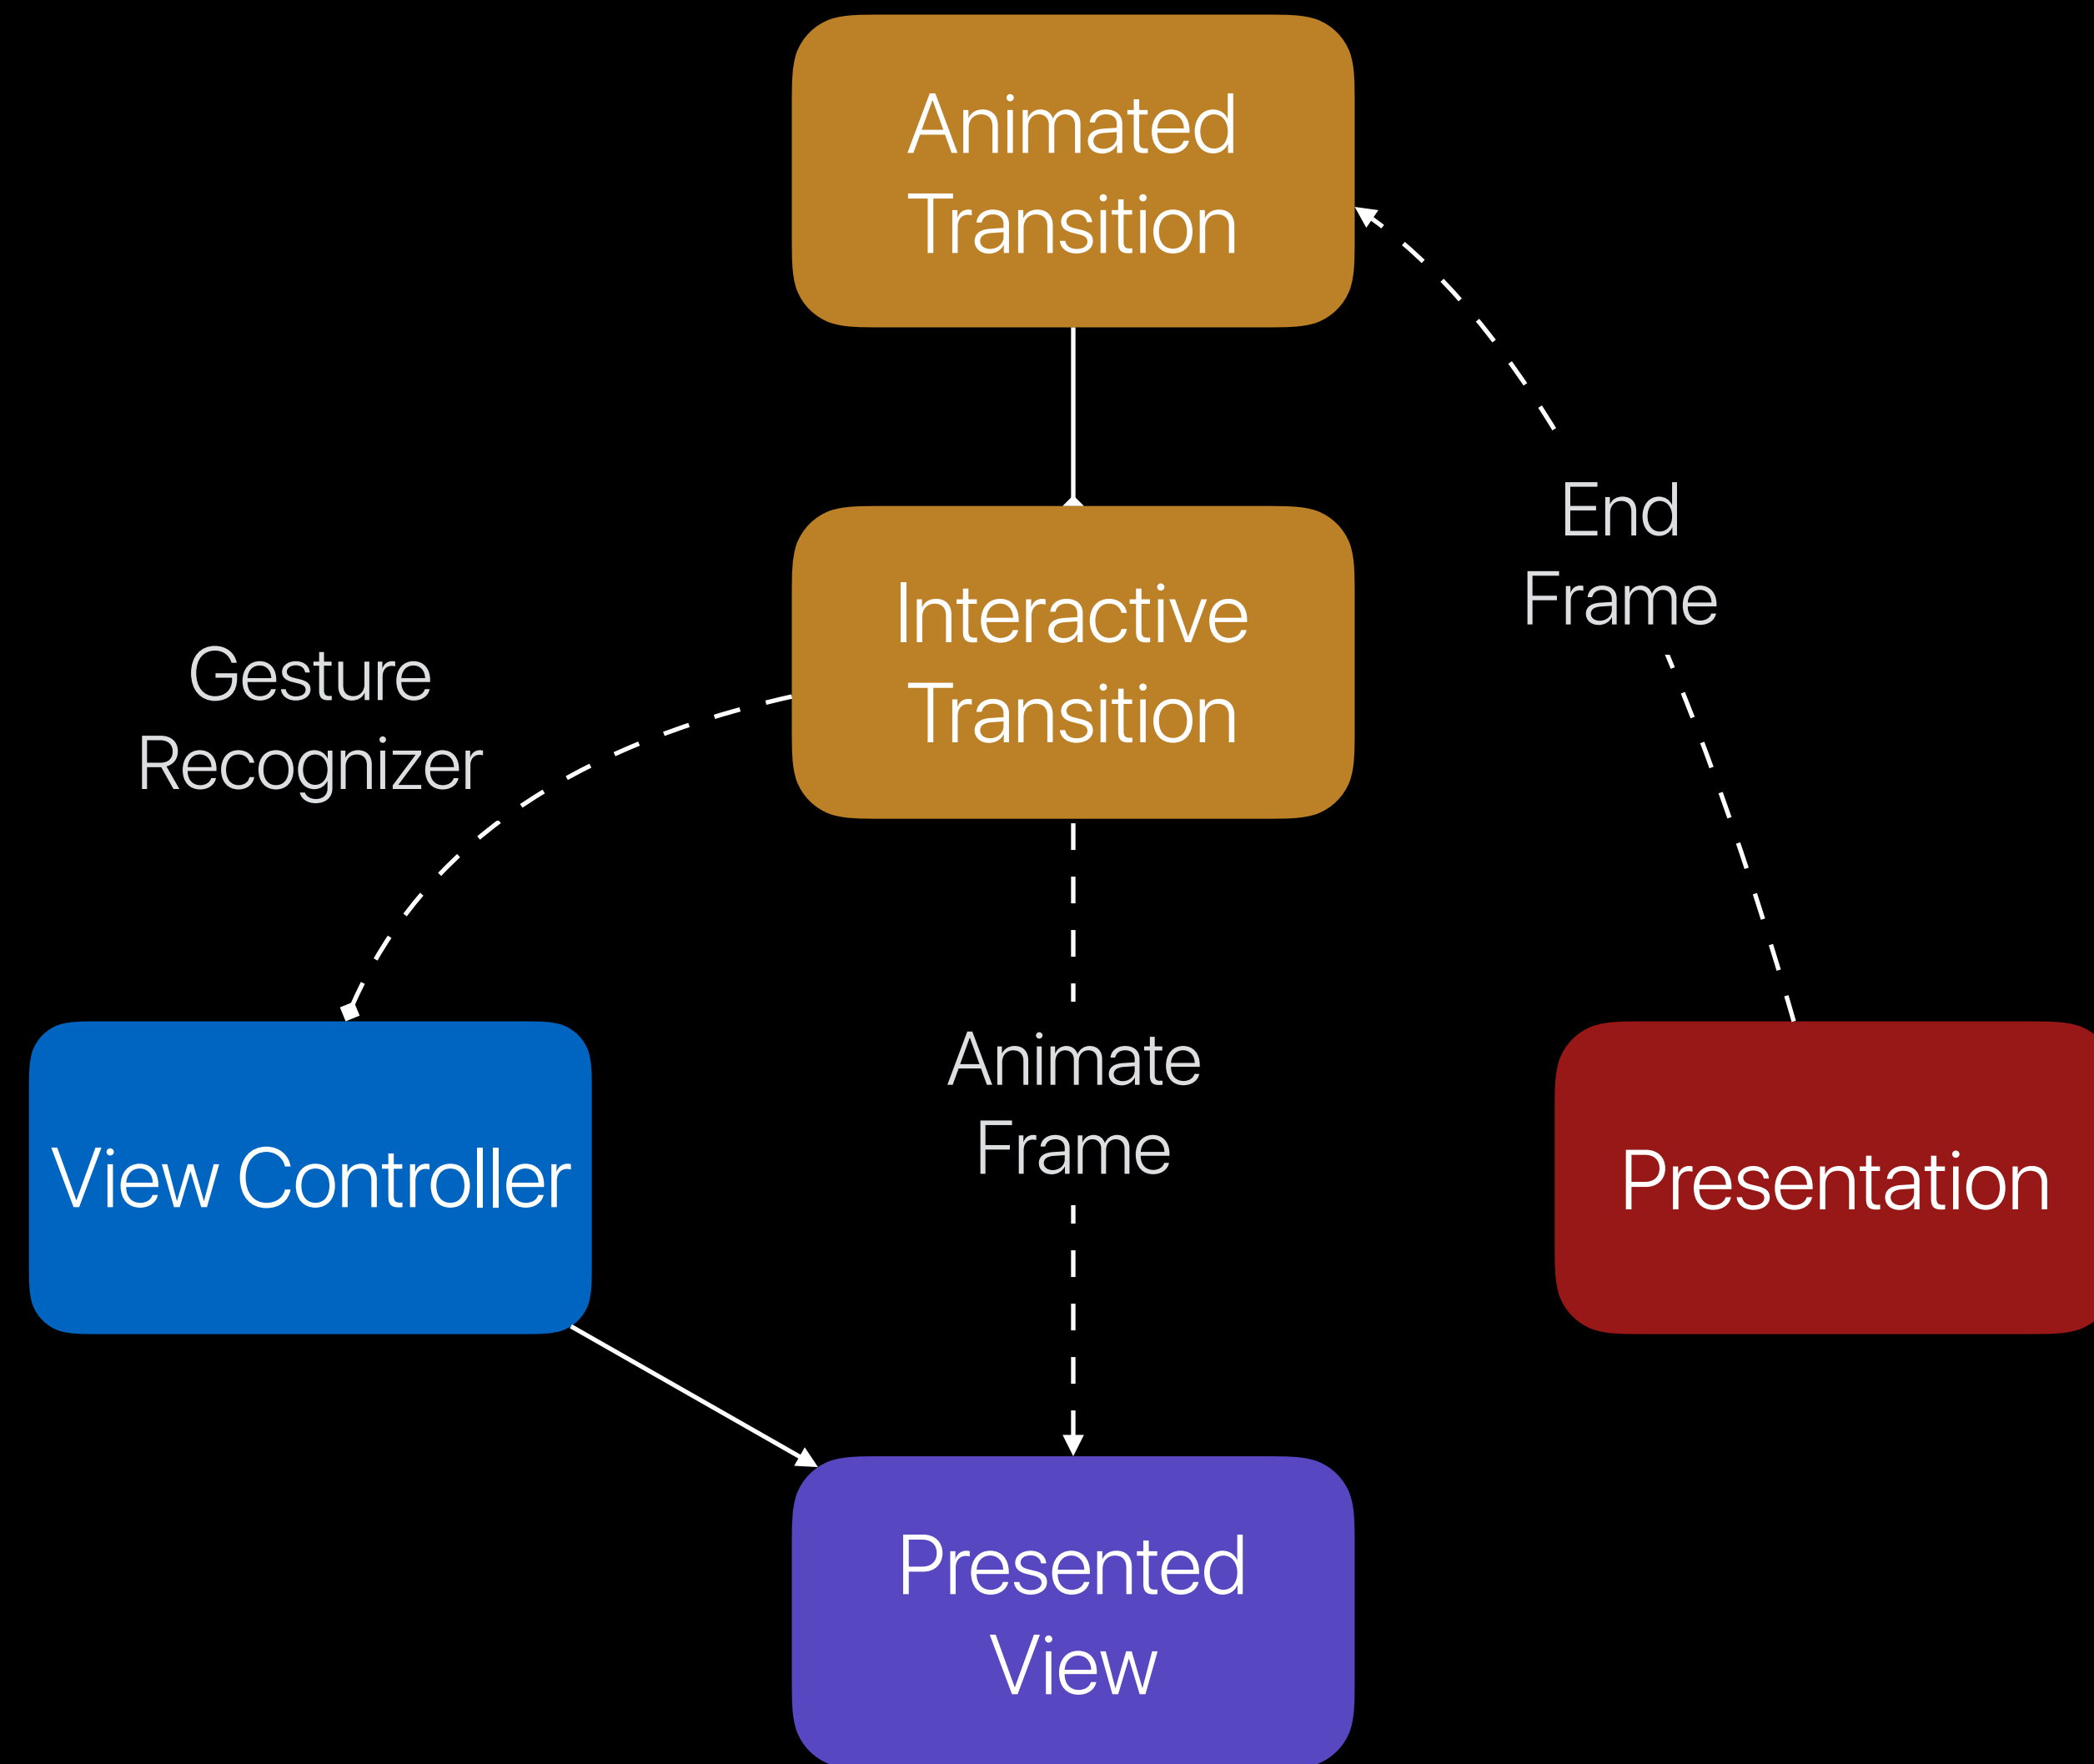 Animated
Transition
End
Frame
Interactive
Transition
Gesture
Recognizer
Animate
Frame
View Controller
Presentation
Presented
View